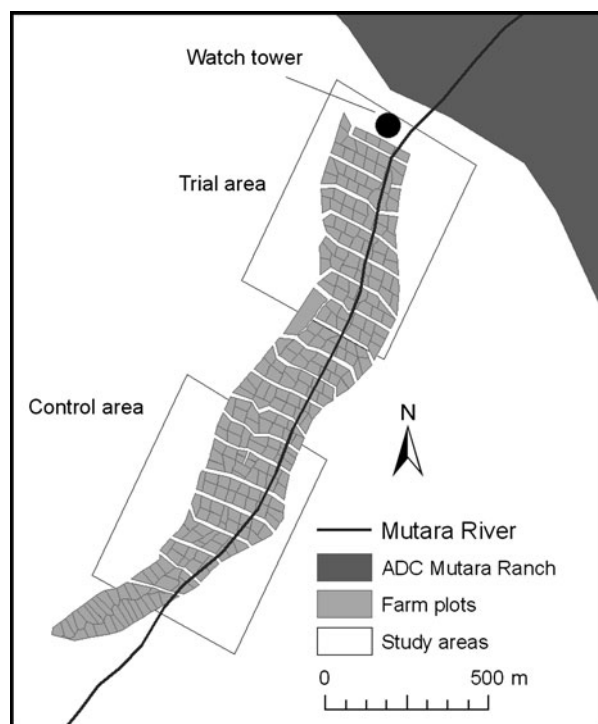 Watch tower
Trial area
Control area
N
Mutara River
ADC Mutara Ranch
Farm plots
Study areas
0 500 m